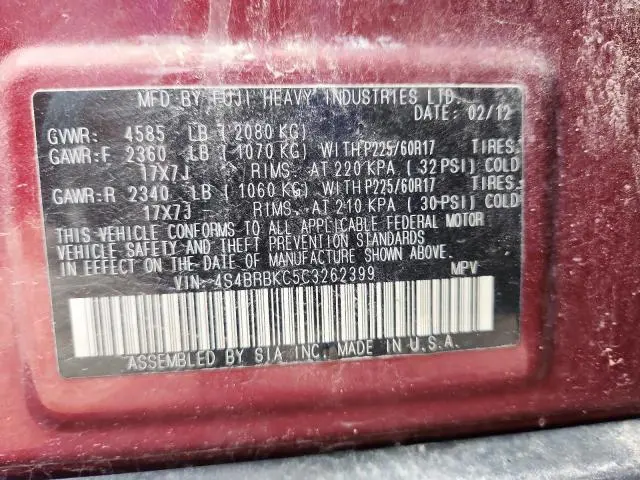 MFD BY FUJI HEAVY INDUSTRIES LTD.
DATE: 02/12
GVWR: 4585 LB ( 2080 KG)
GAWR:F 2360 LB ( 1070 KG) WITH P225/60R17 TIRES
17X7J RIMS, AT 220 KPA ( 32 PSI) COLD
GAWR:R 2340 LB ( 1060 KG) WITH P225/60R17 TIRES
17X7J RIMS, AT 210 KPA ( 30 PSI) COLD
THIS VEHICLE CONFORMS TO ALL APPLICABLE FEDERAL MOTOR
VEHICLE SAFETY AND THEFT PREVENTION STANDARDS
IN EFFECT ON THE DATE OF MANUFACTURE SHOWN ABOVE.
VIN: 4S4BRBKC5C3262399 MPV
ASSEMBLED BY SIA INC. MADE IN U.S.A.